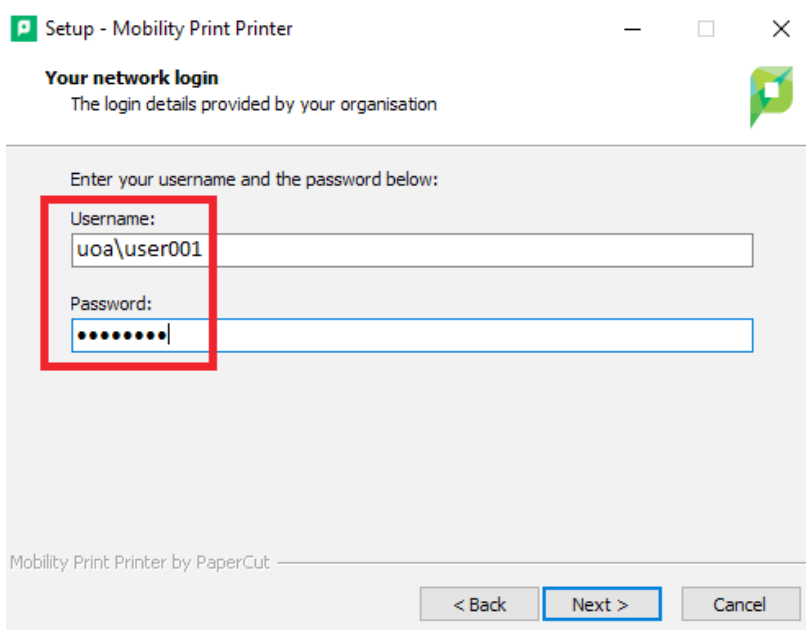 Setup - Mobility Print Printer
Your network login
The login details provided by your organisation
Enter your username and the password below:
Username:
uoa\user001
Password:
••••••••
Mobility Print Printer by PaperCut
< Back Next > Cancel